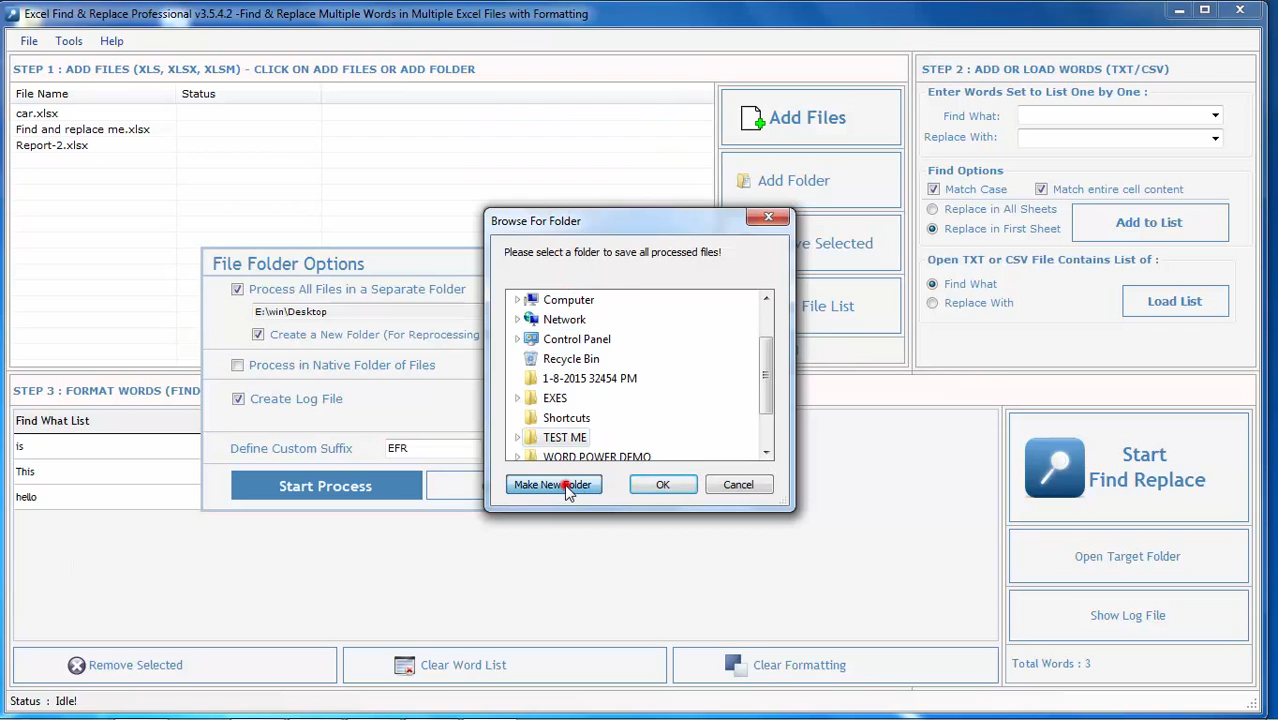 Excel Find & Replace Professional v3.5.4.2 -Find & Replace Multiple Words in Multiple Excel Files with Formatting
File Tools Help
STEP 1 : ADD FILES (XLS, XLSX, XLSM) - CLICK ON ADD FILES OR ADD FOLDER
File Name Status
car.xlsx
Find and replace me.xlsx
Report-2.xlsx
Add Files
Add Folder
Selected
File List
STEP 2 : ADD OR LOAD WORDS (TXT/CSV)
Enter Words Set to List One by One :
Find What:
Replace With:
Find Options
Match Case Match entire cell content
Replace in All Sheets
Replace in First Sheet
Add to List
Open TXT or CSV File Contains List of :
Find What
Replace With
Load List
File Folder Options
Process All Files in a Separate Folder
E:\win\Desktop
Create a New Folder (For Reprocessing
Process in Native Folder of Files
Create Log File
Define Custom Suffix EFR
Start Process
Browse For Folder
Please select a folder to save all processed files!
Computer
Network
Control Panel
Recycle Bin
1-8-2015 32454 PM
EXES
Shortcuts
TEST ME
WORD POWER DEMO
Make New Folder OK Cancel
STEP 3 : FORMAT WORDS (FIND
Find What List
is
This
hello
Start
Find Replace
Open Target Folder
Show Log File
Remove Selected Clear Word List Clear Formatting
Total Words : 3
Status : Idle!